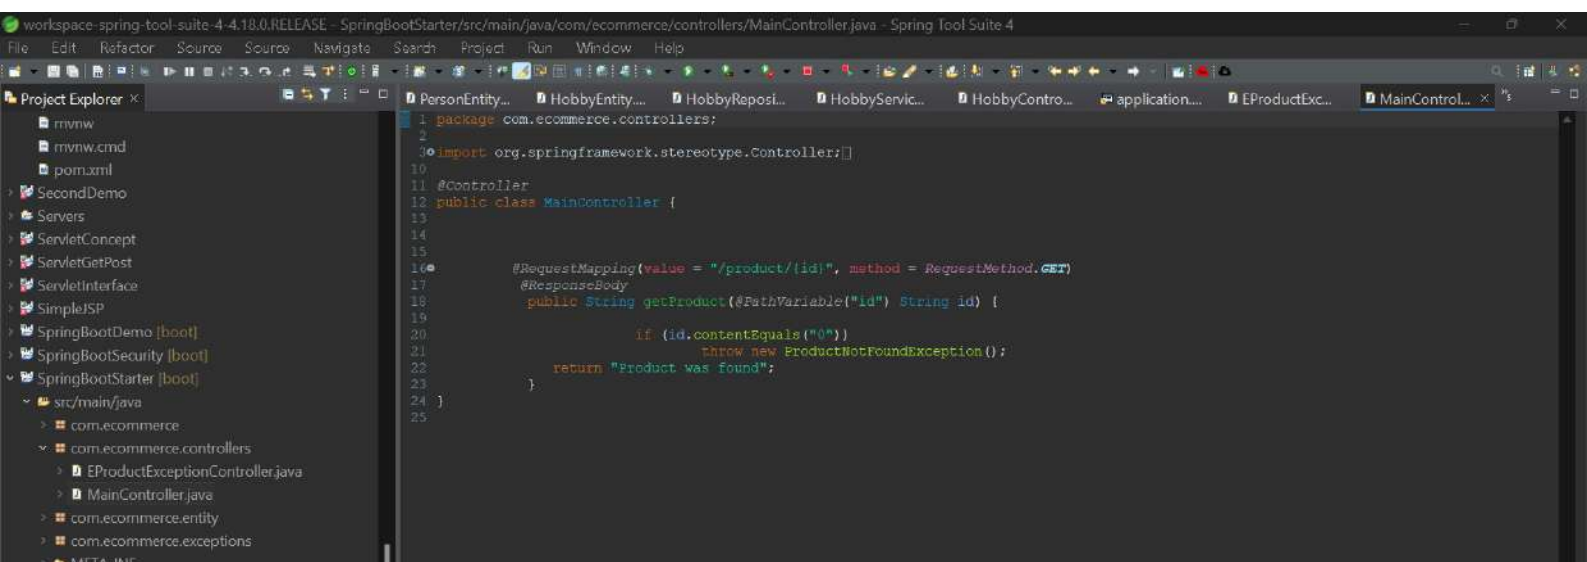 workspace-spring-tool-suite-4-4.18.0.RELEASE - SpringBootStarter/src/main/java/com/ecommerce/controllers/MainController.java - Spring Tool Suite 4
File Edit Refactor Source Source Navigate Search Project Run Window Help
Project Explorer
PersonEntity... HobbyEntity.... HobbyReposi... HobbyServic... HobbyContro... application.... EProductExc... MainControl...
mvnw
mvnw.cmd
pom.xml
SecondDemo
Servers
ServletConcept
ServletGetPost
ServletInterface
SimpleJSP
SpringBootDemo [boot]
SpringBootSecurity [boot]
SpringBootStarter [boot]
src/main/java
com.ecommerce
com.ecommerce.controllers
EProductExceptionController.java
MainController.java
com.ecommerce.entity
com.ecommerce.exceptions
META-INF
1 package com.ecommerce.controllers;
2
3 import org.springframework.stereotype.Controller;
10
11 @Controller
12 public class MainController {
13
14
15
16 @RequestMapping(value = "/product/{id}", method = RequestMethod.GET)
17 @ResponseBody
18 public String getProduct(@PathVariable("id") String id) {
19
20 if (id.contentEquals("0"))
21 throw new ProductNotFoundException();
22 return "Product was found";
23 }
24 }
25